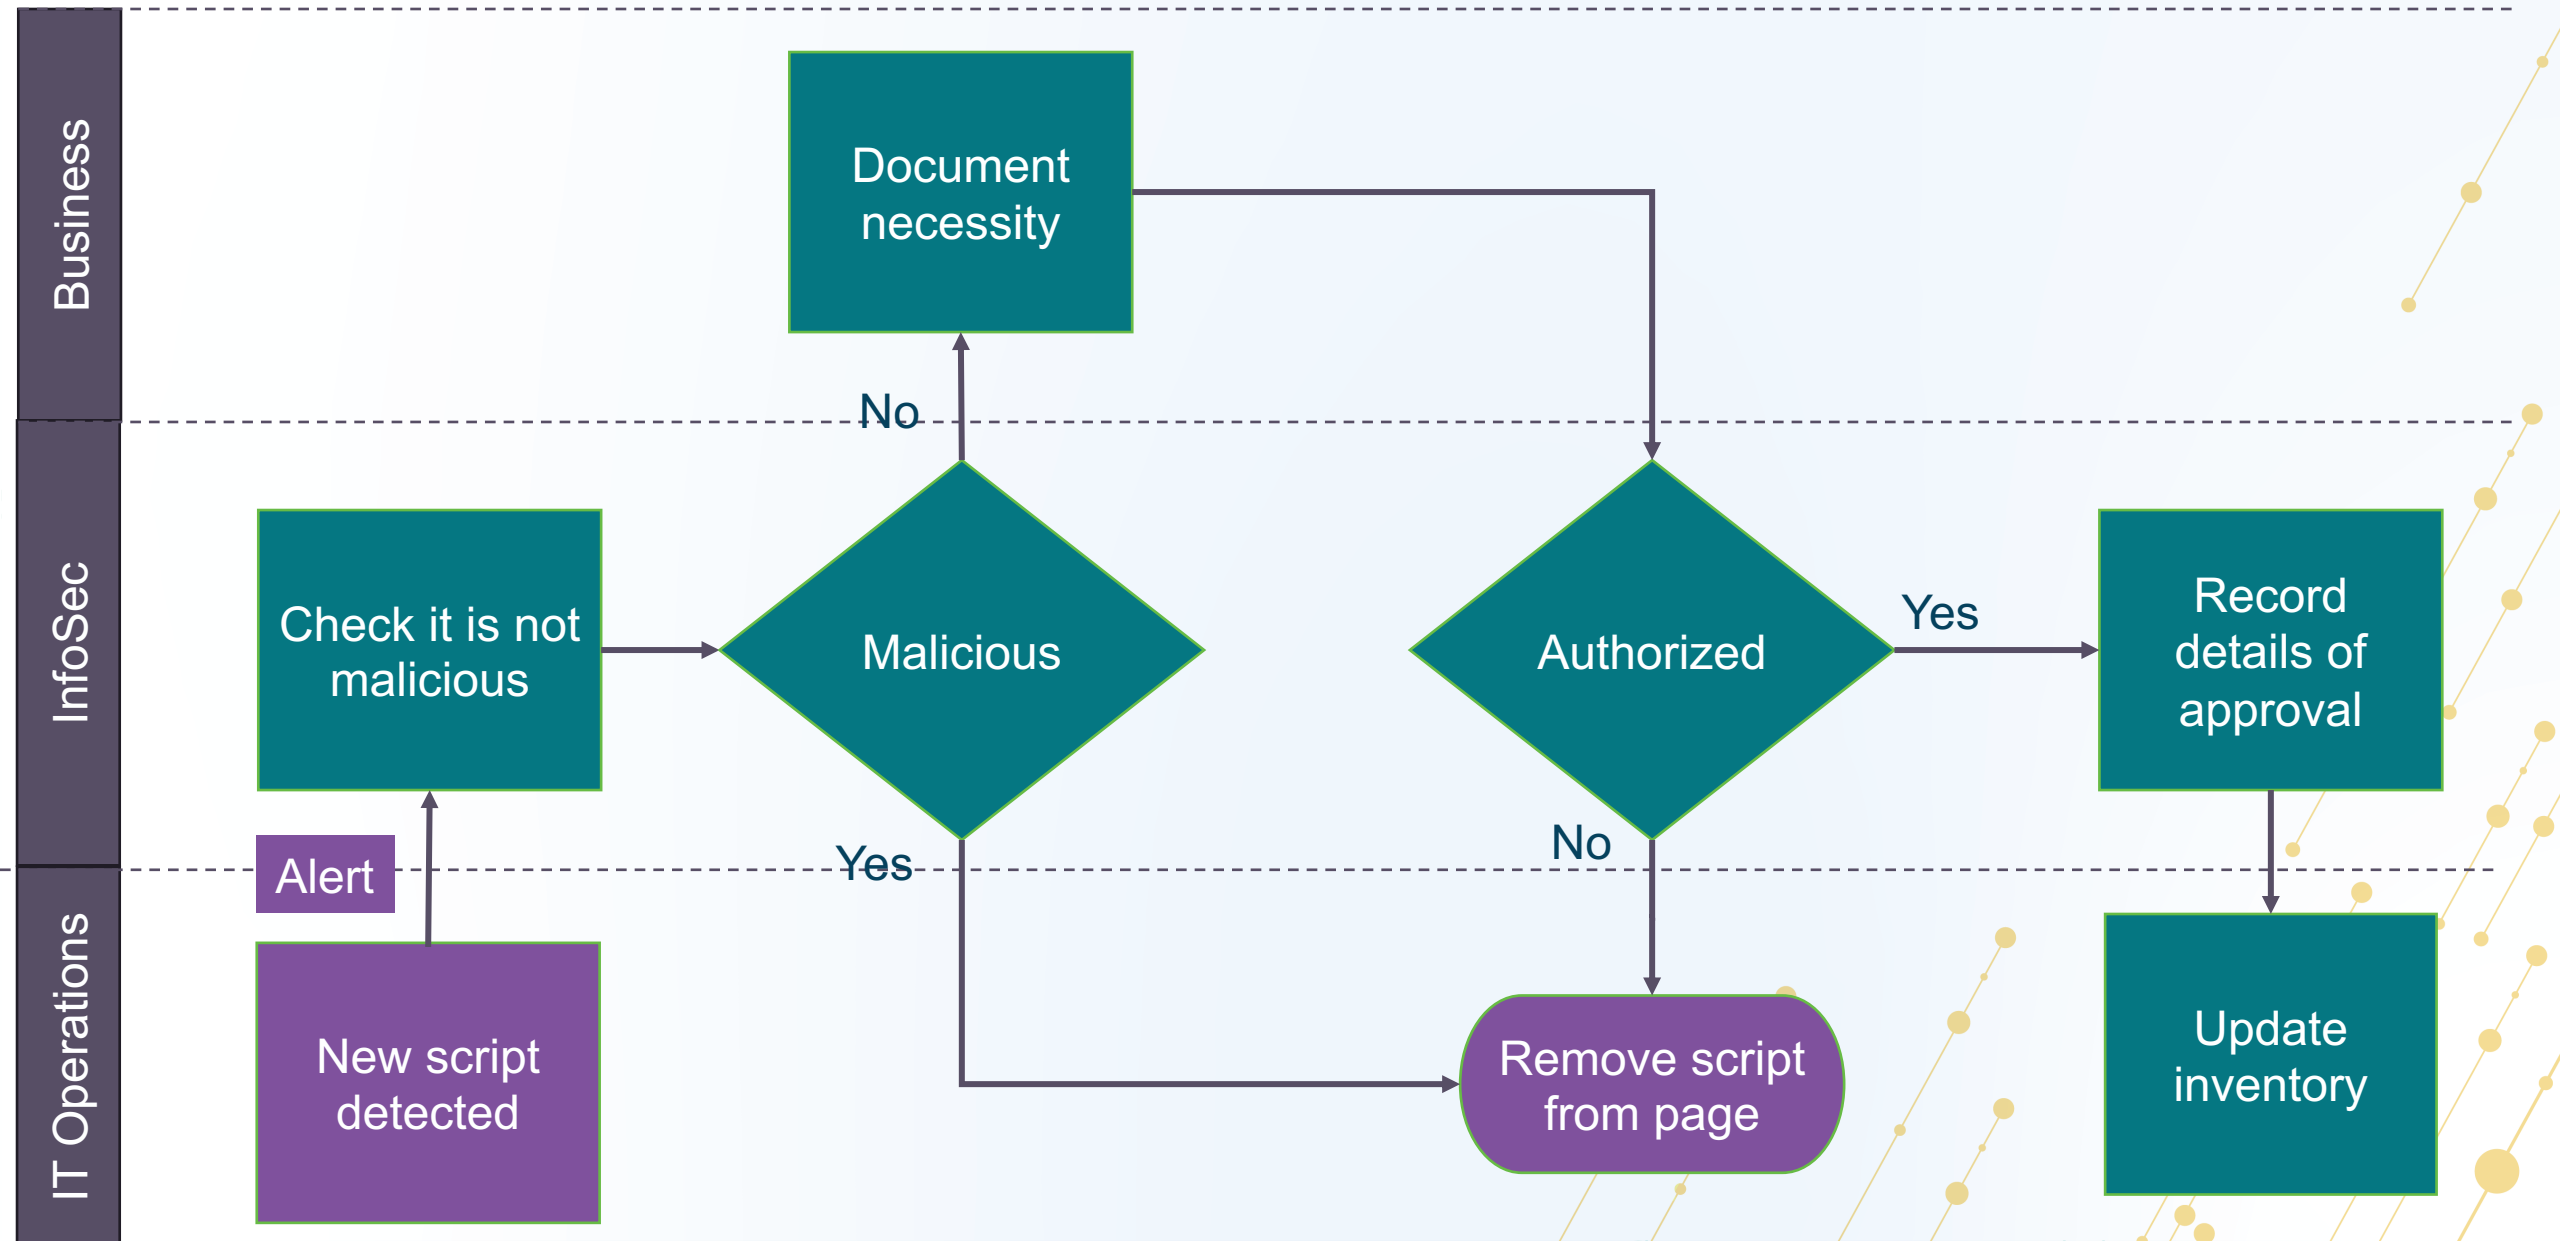 Business
Document
necessity
No
InfoSec
Check it is not
malicious
Malicious
Authorized
Yes
Record
details of
approval
Alert
Yes
No
IT Operations
New script
detected
Remove script
from page
Update
inventory